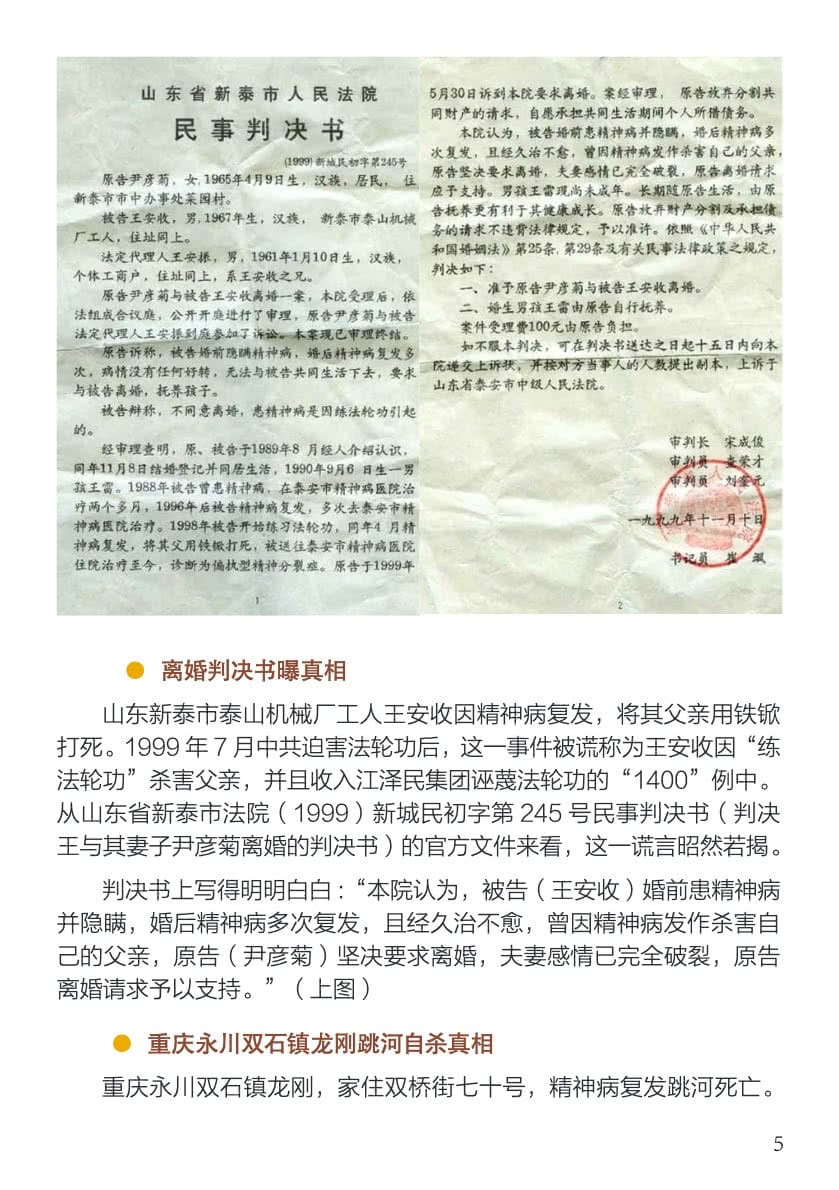 山东省新泰市人民法院
民事判决书
(1999)新城民初字第245号
原告尹彦菊，女，1965年4月9日生，汉族，居民，住
新泰市市中办事处菜园村。
被告王安收，男，1967年生，汉族，新泰市泰山机械
厂工人，住址同上。
法定代理人王安振，男，1961年1月10日生，汉族，
个体工商户，住址同上，系王安收之兄。
原告尹彦菊与被告王安收离婚一案，本院受理后，依
法组成合议庭，公开开庭进行了审理，原告尹彦菊与被告
法定代理人王安振到庭参加了诉讼。本案现已审理终结。
原告诉称，被告婚前隐瞒精神病，婚后精神病复发多
次，病情没有任何好转，无法与被告共同生活下去，要求
与被告离婚，抚养孩子。
被告辩称，不同意离婚，患精神病是因练法轮功引起
的。
经审理查明，原、被告于1989年8月经人介绍认识，
同年11月8日结婚登记并同居生活，1990年9月6日生一男
孩王雷。1988年被告曾患精神病，在泰安市精神病医院治
疗两个多月，1996年后被告精神病复发，多次去泰安市精
神病医院治疗。1998年被告开始练习法轮功，同年4月精
神病复发，将其父用铁锨打死，被送往泰安市精神病医院
住院治疗至今，诊断为偏执型精神分裂症。原告于1999年
1
5月30日诉到本院要求离婚。案经审理，原告放弃分割共
同财产的请求，自愿承担共同生活期间个人所借债务。
本院认为，被告婚前患精神病并隐瞒，婚后精神病多
次复发，且经久治不愈，曾因精神病发作杀害自己的父亲，
原告坚决要求离婚，夫妻感情已完全破裂，原告离婚请求
应予支持。男孩王雷现尚未成年。长期随原告生活，由原
告抚养更有利于其健康成长。原告放弃财产分割及承担债
务的请求不违背法律规定，予以准许。依照《中华人民共
和国婚姻法》第25条，第29条及有关民事法律政策之规定，
判决如下：
一、准予原告尹彦菊与被告王安收离婚。
二、婚生男孩王雷由原告自行抚养。
案件受理费100元由原告负担。
如不服本判决，可在判决书送达之日起十五日内向本
院递交上诉状，并按对方当事人的人数提出副本，上诉于
山东省泰安市中级人民法院。
审判长 宋成俊
审判员 查荣才
审判员 刘奎元
一九九九年十一月十日
书记员 崔飒
2
● 离婚判决书曝真相
山东新泰市泰山机械厂工人王安收因精神病复发，将其父亲用铁锨
打死。1999年7月中共迫害法轮功后，这一事件被谎称为王安收因“练
法轮功”杀害父亲，并且收入江泽民集团诬蔑法轮功的“1400”例中。
从山东省新泰市法院（1999）新城民初字第245号民事判决书（判决
王与其妻子尹彦菊离婚的判决书）的官方文件来看，这一谎言昭然若揭。
判决书上写得明明白白：“本院认为，被告（王安收）婚前患精神病
并隐瞒，婚后精神病多次复发，且经久治不愈，曾因精神病发作杀害自
己的父亲，原告（尹彦菊）坚决要求离婚，夫妻感情已完全破裂，原告
离婚请求予以支持。”（上图）
● 重庆永川双石镇龙刚跳河自杀真相
重庆永川双石镇龙刚，家住双桥街七十号，精神病复发跳河死亡。
5